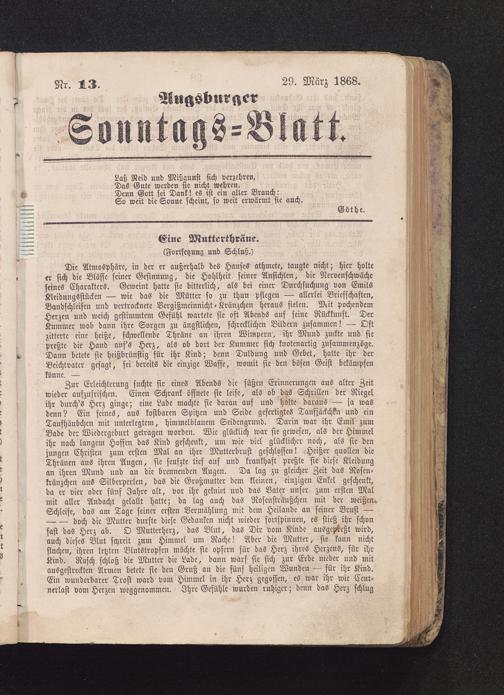 Nr. 13.
29. März 1868.
Augsburger
Sonntags=Blatt.
Laß Neid und Mißgunst sich verzehren,
Das Gute werden sie nicht wehren.
Denn Gott sei Dank! es ist ein alter Brauch:
So weit die Sonne scheint, so weit erwärmt sie auch.
Göthe.
Eine Mutterthräne.
(Fortsetzung und Schluß.)
Die Atmosphäre, in der er außerhalb des Hauses athmete, taugte nicht; hier holte
er sich die Blässe seiner Gesinnung, die Hohlheit seiner Ansichten, die Nervenschwäche
seines Charakters. Geweint hatte sie bitterlich, als bei einer Durchsuchung von Emils
Kleidungsstücken — wie das die Mütter so zu thun pflegen — allerlei Briefschaften,
Bandschleifen und vertrocknete Vergißmeinnicht-Kränzchen heraus fielen. Mit pochendem
Herzen und weich gestimmtem Gefühl wartete sie oft Abends auf seine Rückkunft. Der
Kummer wob dann ihre Sorgen zu ängstlichen, schrecklichen Bildern zusammen! — Oft
zitterte eine heiße, schwellende Thräne an ihren Wimpern, ihr Mund zuckte und sie
preßte die Hand auf's Herz, als ob dort der Kummer sich knotenartig zusammenzöge.
Dann betete sie heißbrünstig für ihr Kind; denn Duldung und Gebet, hatte ihr der
Beichtvater gesagt, sei bereits die einzige Waffe, womit sie den bösen Geist bekämpfen
könne. —
Zur Erleichterung suchte sie eines Abends die süßen Erinnerungen aus alter Zeit
wieder aufzufrischen. Einen Schrank öffnete sie leise, als ob das Schrillen der Riegel
ihr durch's Herz ginge; eine Lade machte sie daran auf und holte daraus — ja was
denn? Ein feines, aus kostbaren Spitzen und Seide gefertigtes Taufjäckchen und ein
Taufhäubchen mit unterlegtem, himmelblauem Seidengrund. Darin war ihr Emil zum
Bade der Wiedergeburt getragen worden. Wie glücklich war sie gewesen, als der Himmel
ihr nach langem Hoffen das Kind geschenkt, um wie viel glücklicher noch, als sie den
jungen Christen zum ersten Mal an ihre Mutterbrust geschlossen! Heißer quollen die
Thränen aus ihren Augen, sie seufzte tief auf und krankhaft preßte sie diese Kleidung
an ihren Mund und an die brennenden Augen. Da lag zu gleicher Zeit das Rosen-
kränzchen aus Silberperlen, das die Großmutter dem kleinen, einzigen Enkel geschenkt,
da er vier oder fünf Jahre alt, vor ihr gekniet und das Vater unser zum ersten Mal
mit aller Andacht gelallt hatte; da lag auch das Rosensträußchen mit der weißen
Schleife, das am Tage seiner ersten Vermählung mit dem Heilande an seiner Brust —
— — doch die Mutter durfte diese Gedanken nicht wieder fortspinnen, es stieß ihr schon
fast das Herz ab. O Mutterherz, das Blut, das Dir vom Kinde ausgepreßt wird,
auch dieses Blut schreit zum Himmel um Rache! Aber die Mutter, sie kann nicht
fluchen, ihren letzten Blutstropfen möchte sie opfern für das Herz ihres Herzens, für ihr
Kind. Rasch schloß die Mutter die Lade, dann warf sie sich zur Erde nieder und mit
ausgestreckten Armen betete sie den Gruß an die fünf heiligen Wunden — für ihr Kind.
Ein wunderbarer Trost ward vom Himmel in ihr Herz gegossen, es war ihr wie Cent-
nerlast vom Herzen weggenommen. Ihre Gefühle wurden ruhiger; denn das Herz schlug